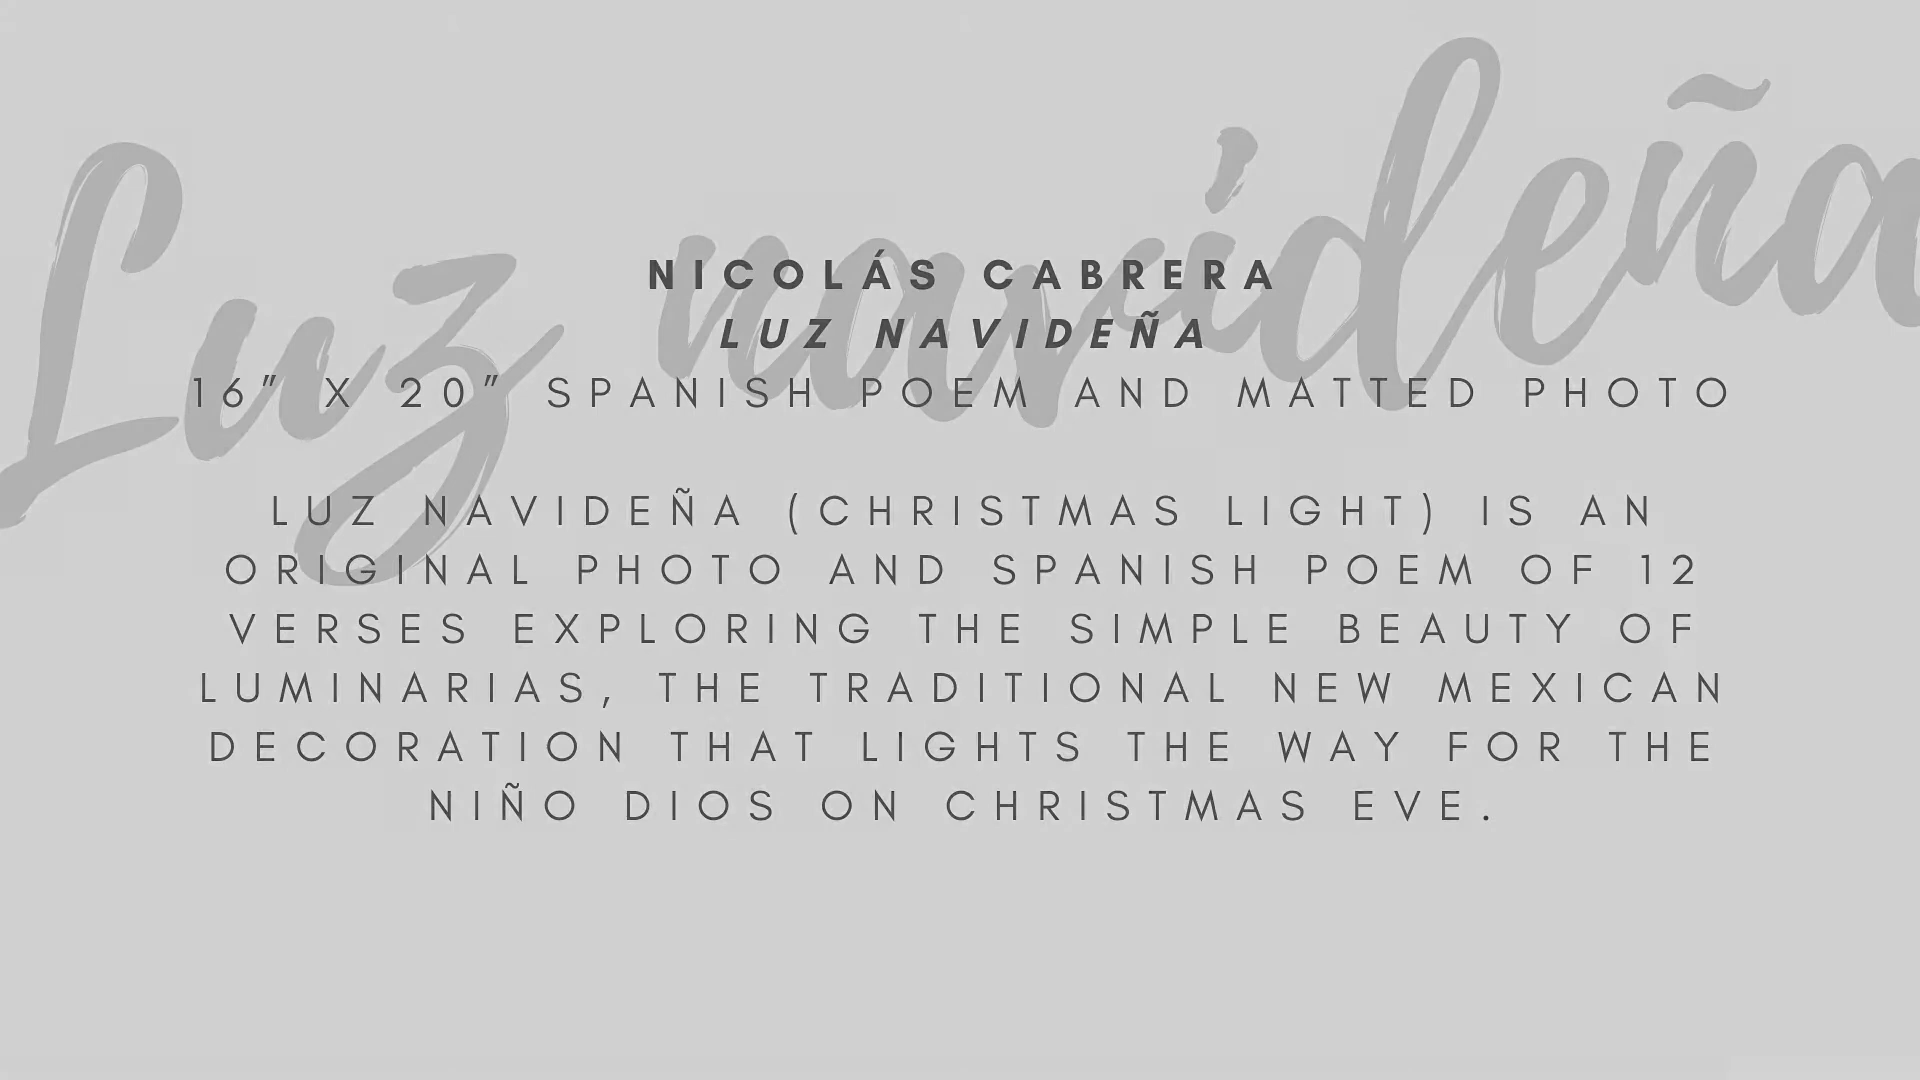 Luz navideña
NICOLÁS CABRERA
LUZ NAVIDEÑA
16" X 20" SPANISH POEM AND MATTED PHOTO
LUZ NAVIDEÑA (CHRISTMAS LIGHT) IS AN
ORIGINAL PHOTO AND SPANISH POEM OF 12
VERSES EXPLORING THE SIMPLE BEAUTY OF
LUMINARIAS, THE TRADITIONAL NEW MEXICAN
DECORATION THAT LIGHTS THE WAY FOR THE
NIÑO DIOS ON CHRISTMAS EVE.